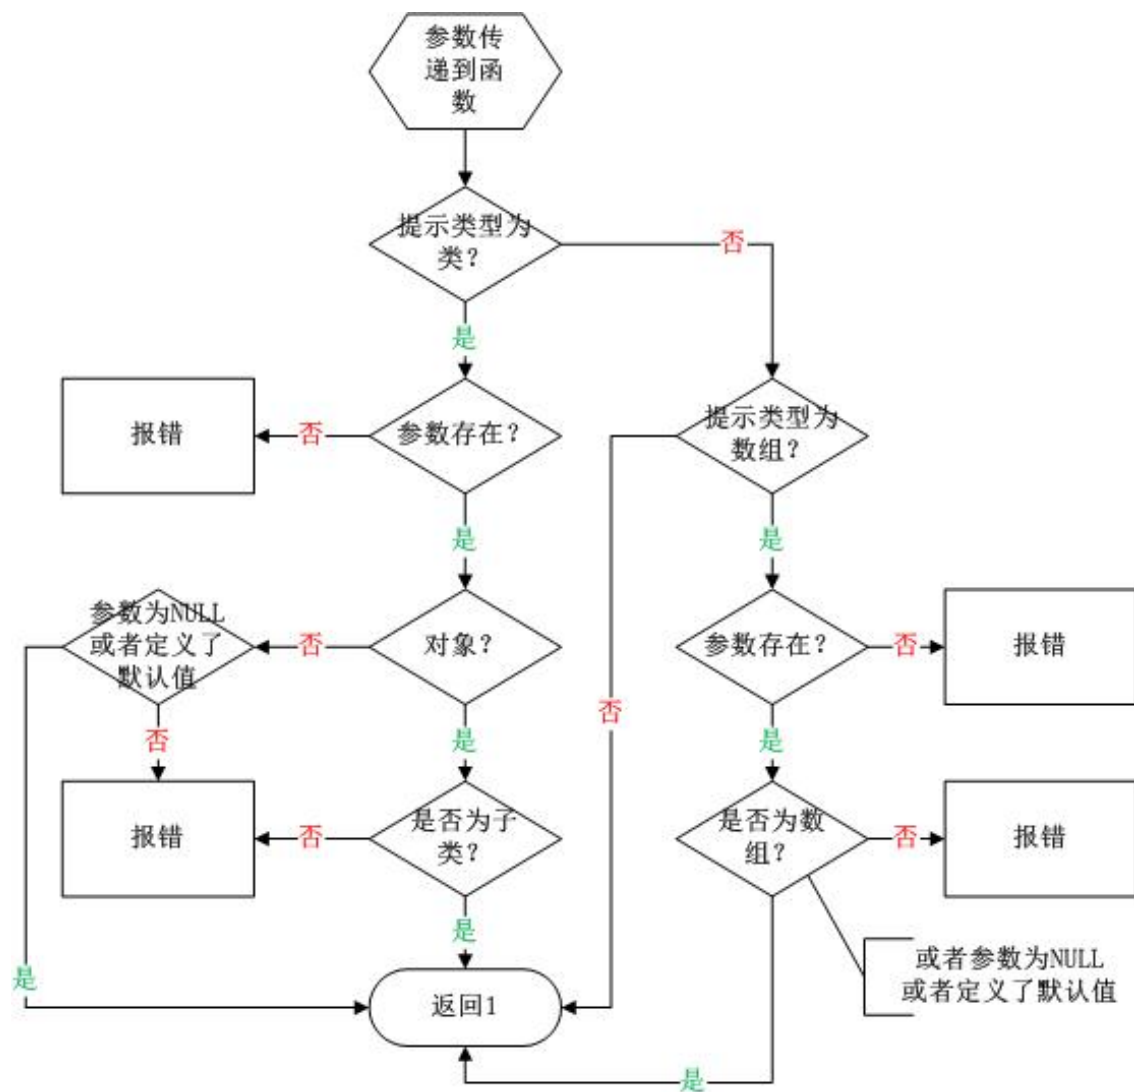 参数传
递到函
数
提示类型为
类？
否
是
报错
否
参数存在？
提示类型为
数组？
是
是
参数为NULL
或者定义了
默认值
否
对象？
参数存在？
否
报错
否
否
是
是
报错
否
是否为子
类？
是否为数
组？
否
报错
是
是
返回1
或者参数为NULL
或者定义了默认值
是